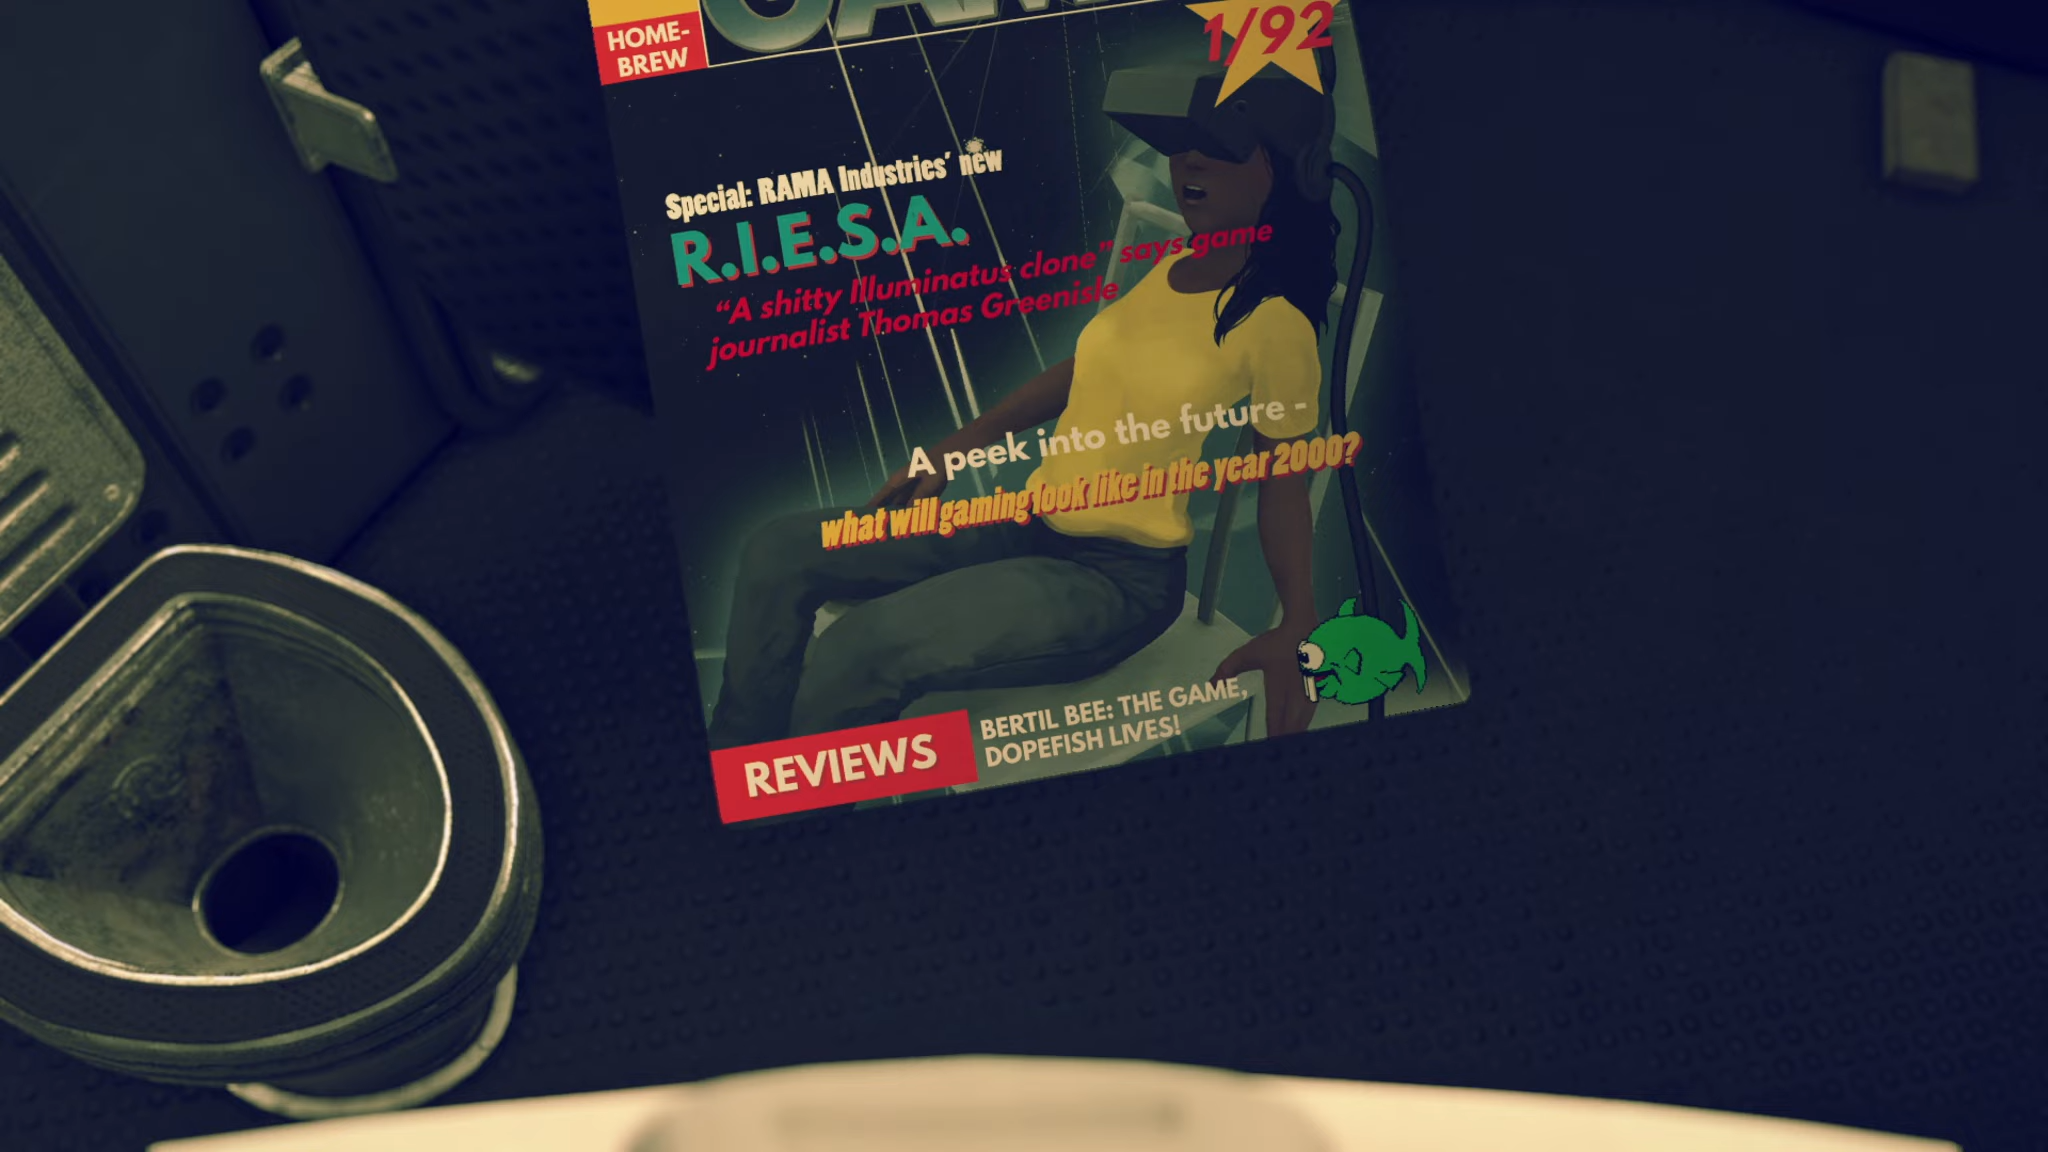 HOME-
BREW
1/92
Special: RAMA Industries' new
R.I.E.S.A.
"A shitty Illuminatus clone" says game
journalist Thomas Greenisle
A peek into the future -
what will gaming look like in the year 2000?
REVIEWS
BERTIL BEE: THE GAME,
DOPEFISH LIVES!